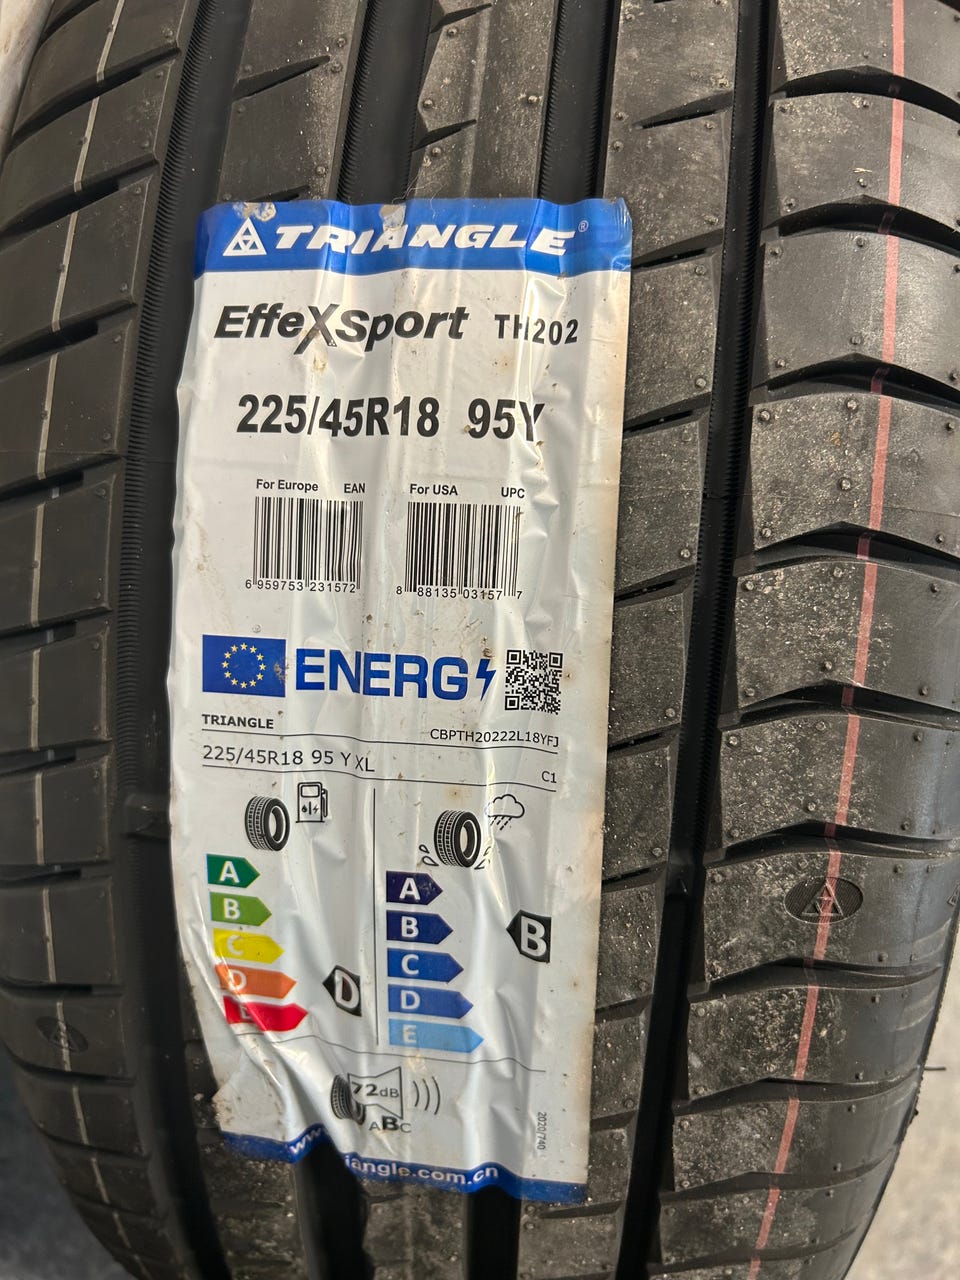 TRIANGLE®
EffeXSport TH202
225/45R18 95Y
For Europe EAN
For USA UPC
6 959753 231572
8 88135 03157 7
ENERG
TRIANGLE
CBPTH20222L18YFJ
225/45R18 95 Y XL
C1
A
B
C
D
E
D
A
B
C
D
E
B
72dB
ABC
2020/740
angle.com.cn